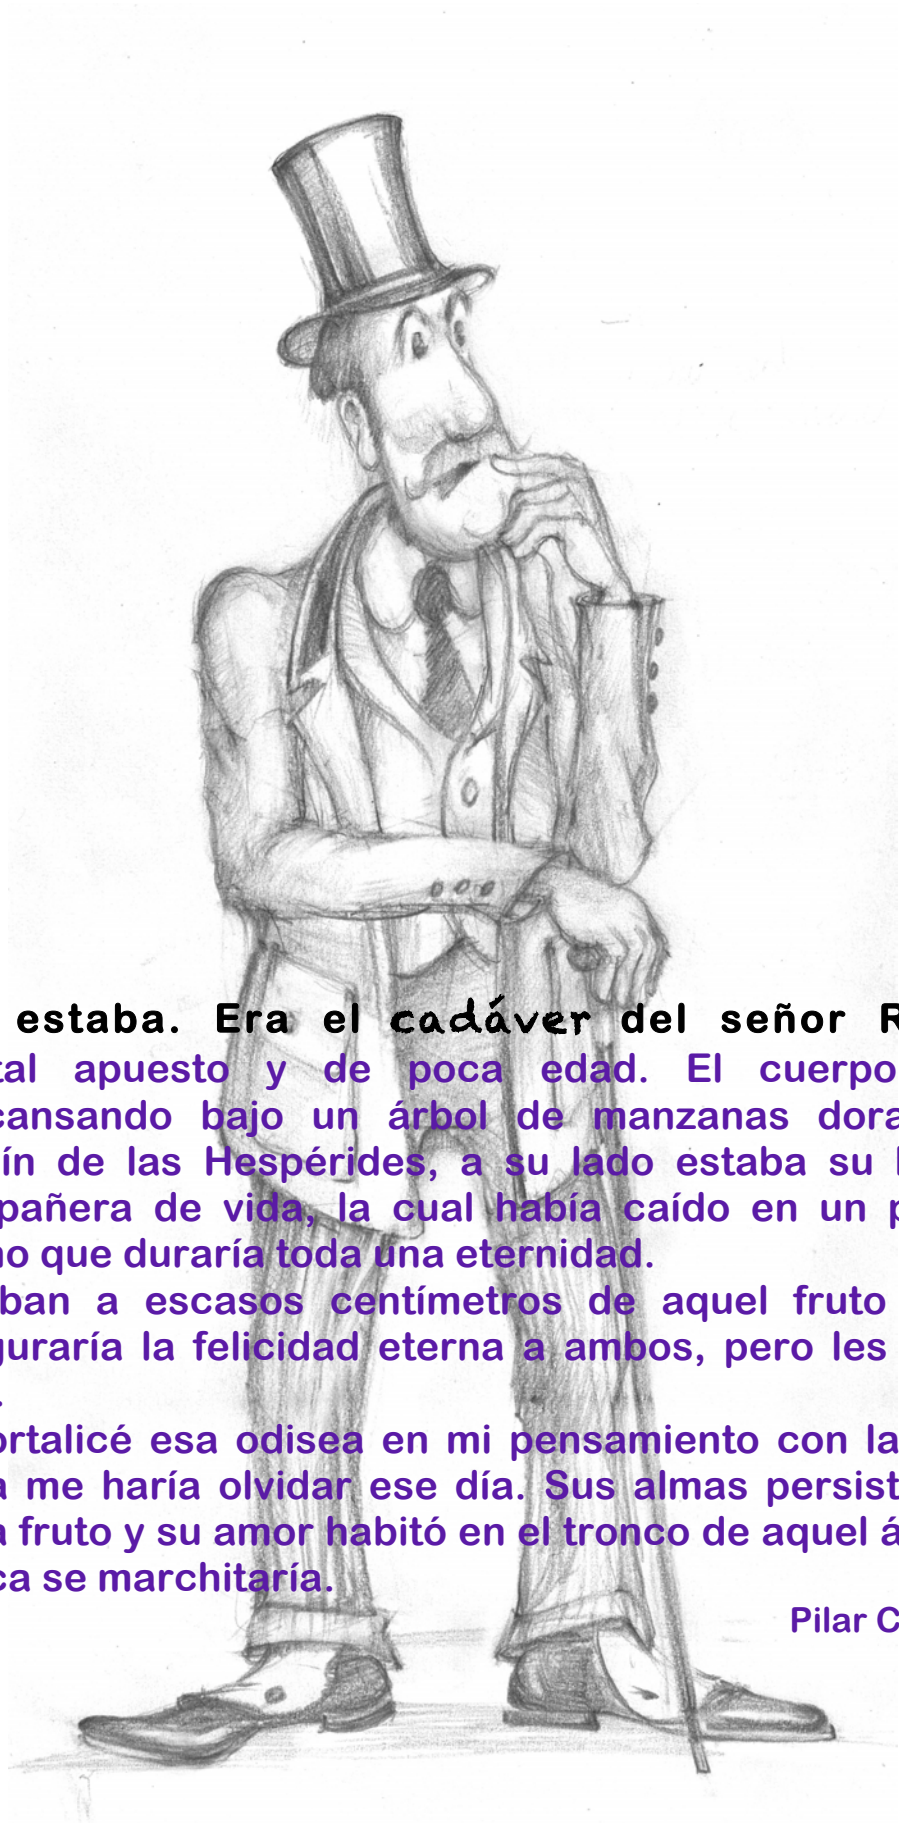 estaba. Era el cadáver del señor R
tal apuesto y de poca edad. El cuerpo
cansando bajo un árbol de manzanas dora
ín de las Hespérides, a su lado estaba su
pañera de vida, la cual había caído en un p
no que duraría toda una eternidad.
ban a escasos centímetros de aquel fruto
guraría la felicidad eterna a ambos, pero les
.
ortalicé esa odisea en mi pensamiento con la
a me haría olvidar ese día. Sus almas persist
a fruto y su amor habitó en el tronco de aquel á
ca se marchitaría.
Pilar C